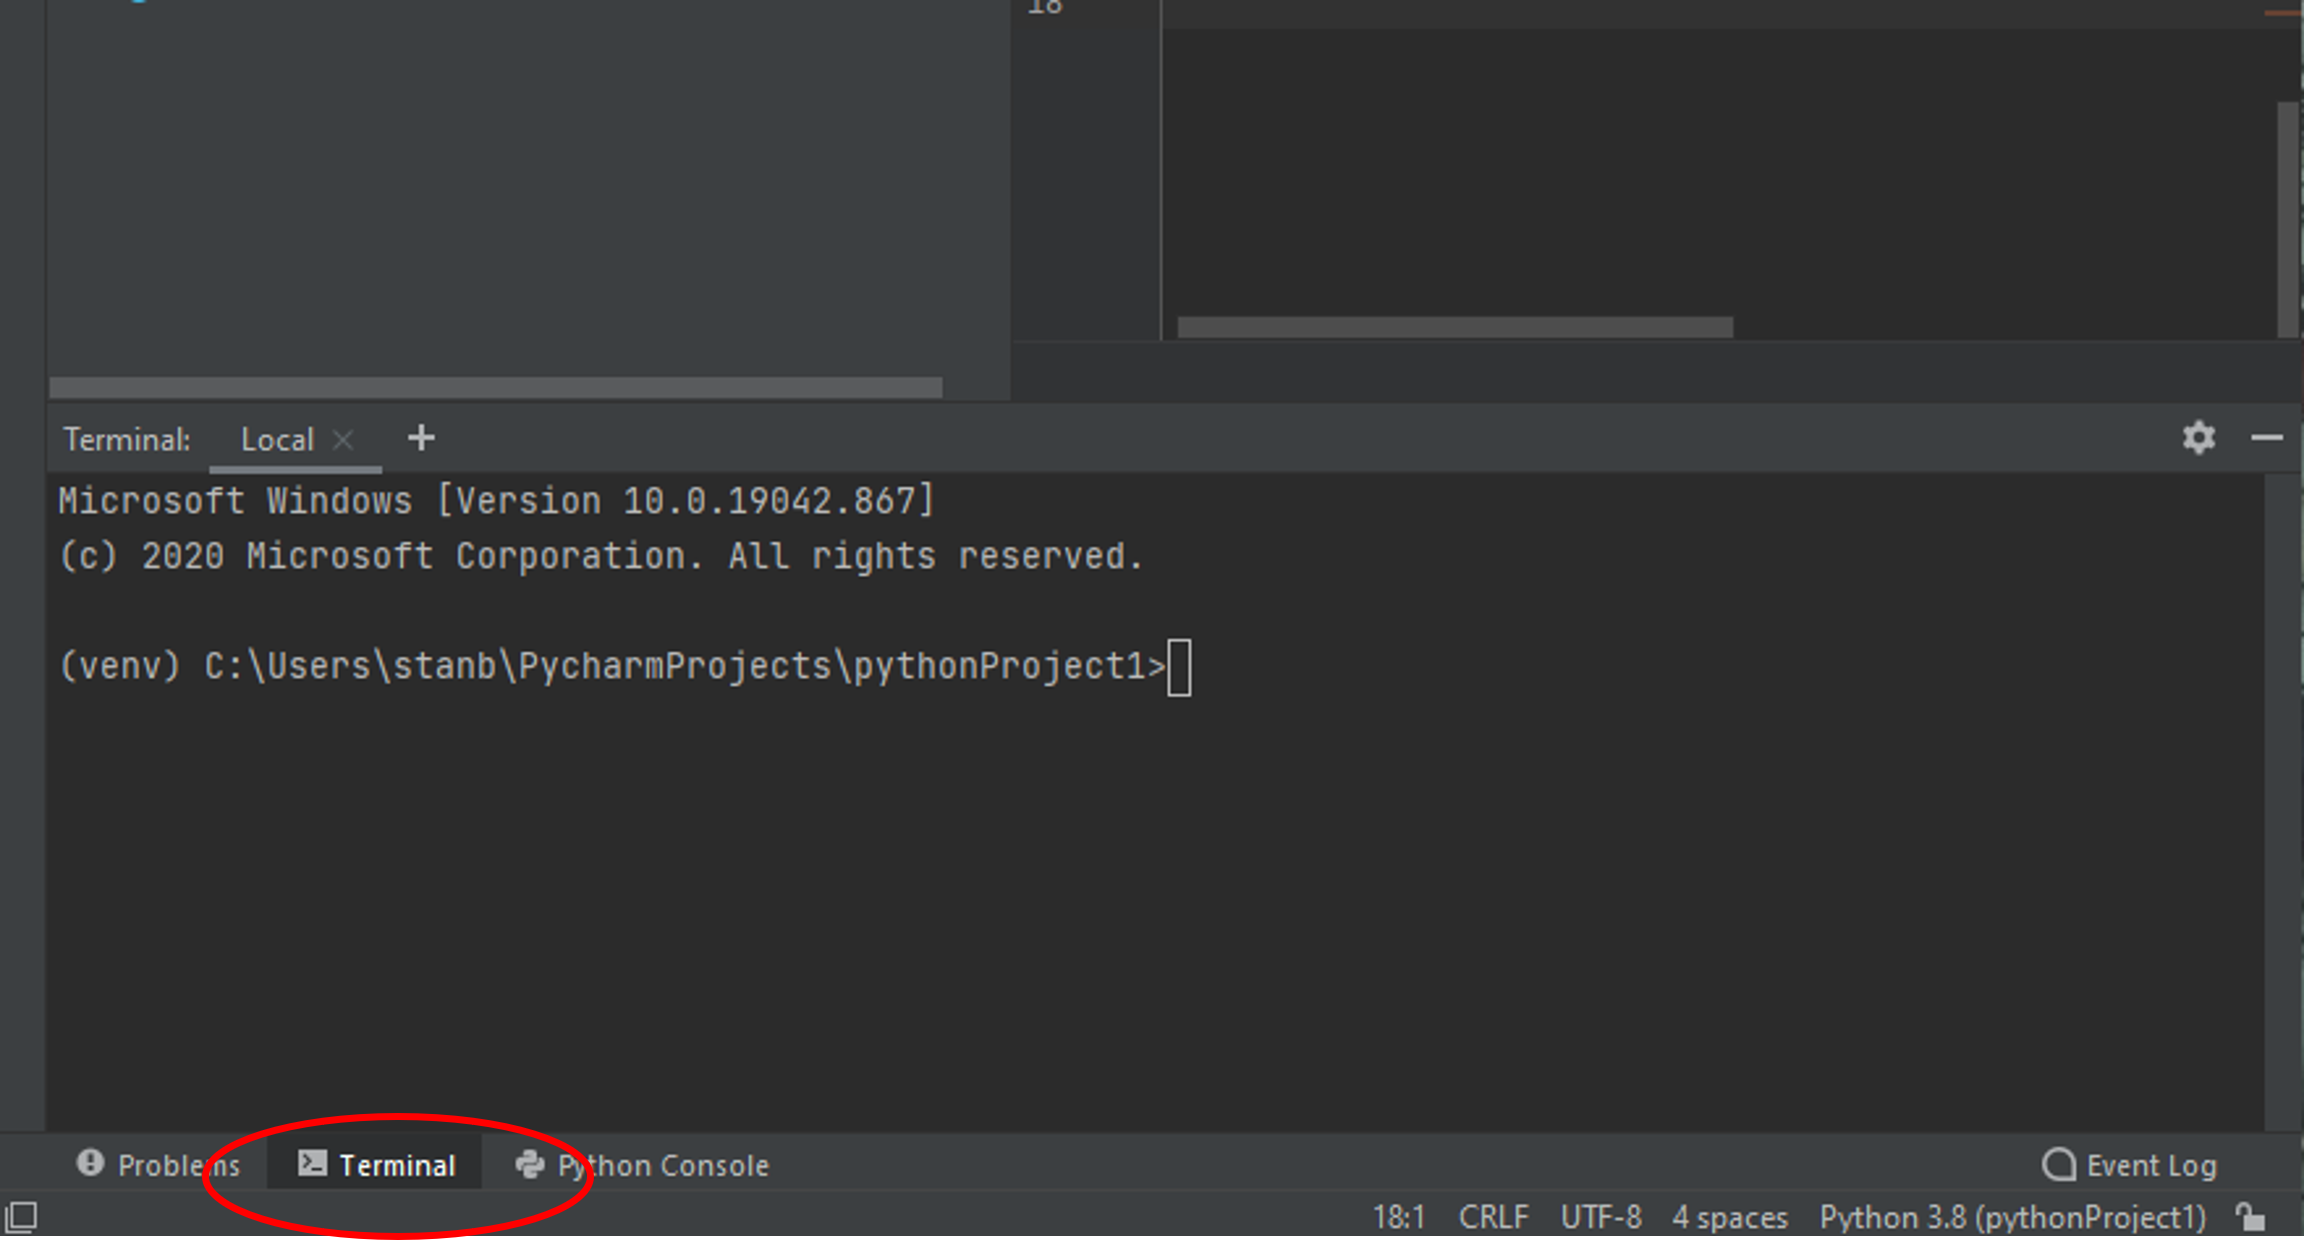 18
Terminal: Local +
Microsoft Windows [Version 10.0.19042.867]
(c) 2020 Microsoft Corporation. All rights reserved.
(venv) C:\Users\stanb\PycharmProjects\pythonProject1>
Problems Terminal Python Console Event Log
18:1 CRLF UTF-8 4 spaces Python 3.8 (pythonProject1)